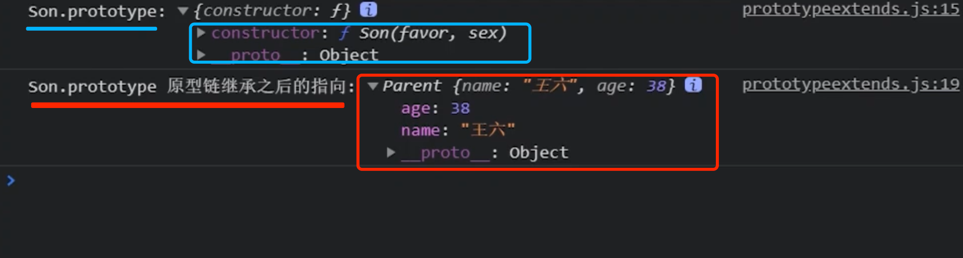 Son.prototype: ▼{constructor: ƒ} i prototypeextends.js:15
▶constructor: ƒ Son(favor, sex)
▶__proto__: Object
Son.prototype 原型链继承之后的指向: ▼Parent {name: "王六", age: 38} i prototypeextends.js:19
age: 38
name: "王六"
▶__proto__: Object
>